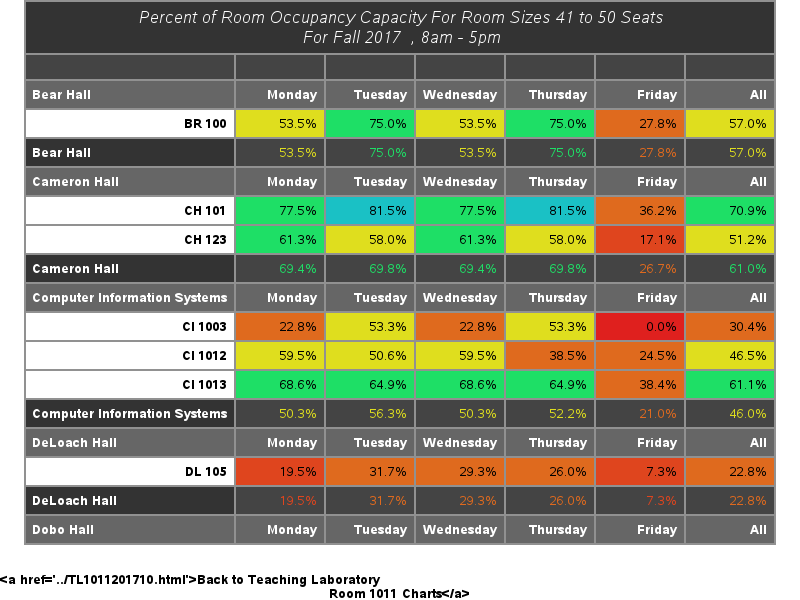 Percent of Room Occupancy Capacity For Room Sizes 41 to 50 Seats
For Fall 2017 , 8am - 5pm
Bear Hall Monday Tuesday Wednesday Thursday Friday All
BR 100 53.5% 75.0% 53.5% 75.0% 27.8% 57.0%
Bear Hall 53.5% 75.0% 53.5% 75.0% 27.8% 57.0%
Cameron Hall Monday Tuesday Wednesday Thursday Friday All
CH 101 77.5% 81.5% 77.5% 81.5% 36.2% 70.9%
CH 123 61.3% 58.0% 61.3% 58.0% 17.1% 51.2%
Cameron Hall 69.4% 69.8% 69.4% 69.8% 26.7% 61.0%
Computer Information Systems Monday Tuesday Wednesday Thursday Friday All
CI 1003 22.8% 53.3% 22.8% 53.3% 0.0% 30.4%
CI 1012 59.5% 50.6% 59.5% 38.5% 24.5% 46.5%
CI 1013 68.6% 64.9% 68.6% 64.9% 38.4% 61.1%
Computer Information Systems 50.3% 56.3% 50.3% 52.2% 21.0% 46.0%
DeLoach Hall Monday Tuesday Wednesday Thursday Friday All
DL 105 19.5% 31.7% 29.3% 26.0% 7.3% 22.8%
DeLoach Hall 19.5% 31.7% 29.3% 26.0% 7.3% 22.8%
Dobo Hall Monday Tuesday Wednesday Thursday Friday All
<a href='../TL1011201710.html'>Back to Teaching Laboratory
Room 1011 Charts</a>